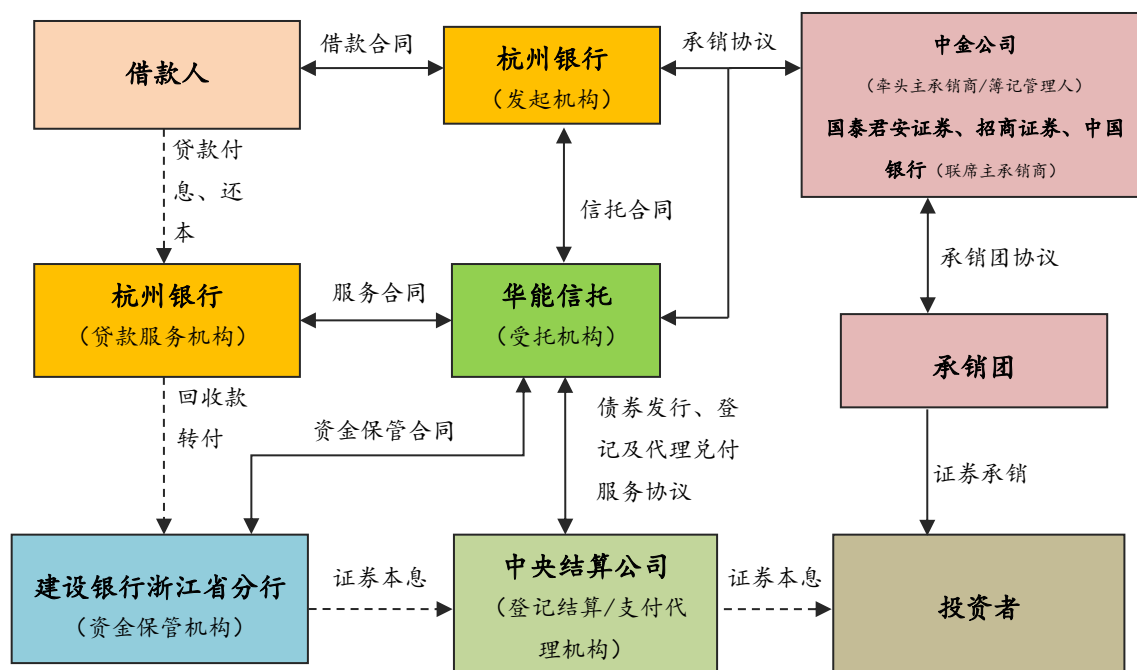 借款人
借款合同
杭州银行
（发起机构）
承销协议
中金公司
（牵头主承销商/簿记管理人）
国泰君安证券、招商证券、中国
银行（联席主承销商）
贷款付
息、还
本
信托合同
承销团协议
杭州银行
（贷款服务机构）
服务合同
华能信托
（受托机构）
承销团
回收款
转付
资金保管合同
债券发行、登
记及代理兑付
服务协议
证券承销
建设银行浙江省分行
（资金保管机构）
证券本息
中央结算公司
（登记结算/支付代
理机构）
证券本息
投资者